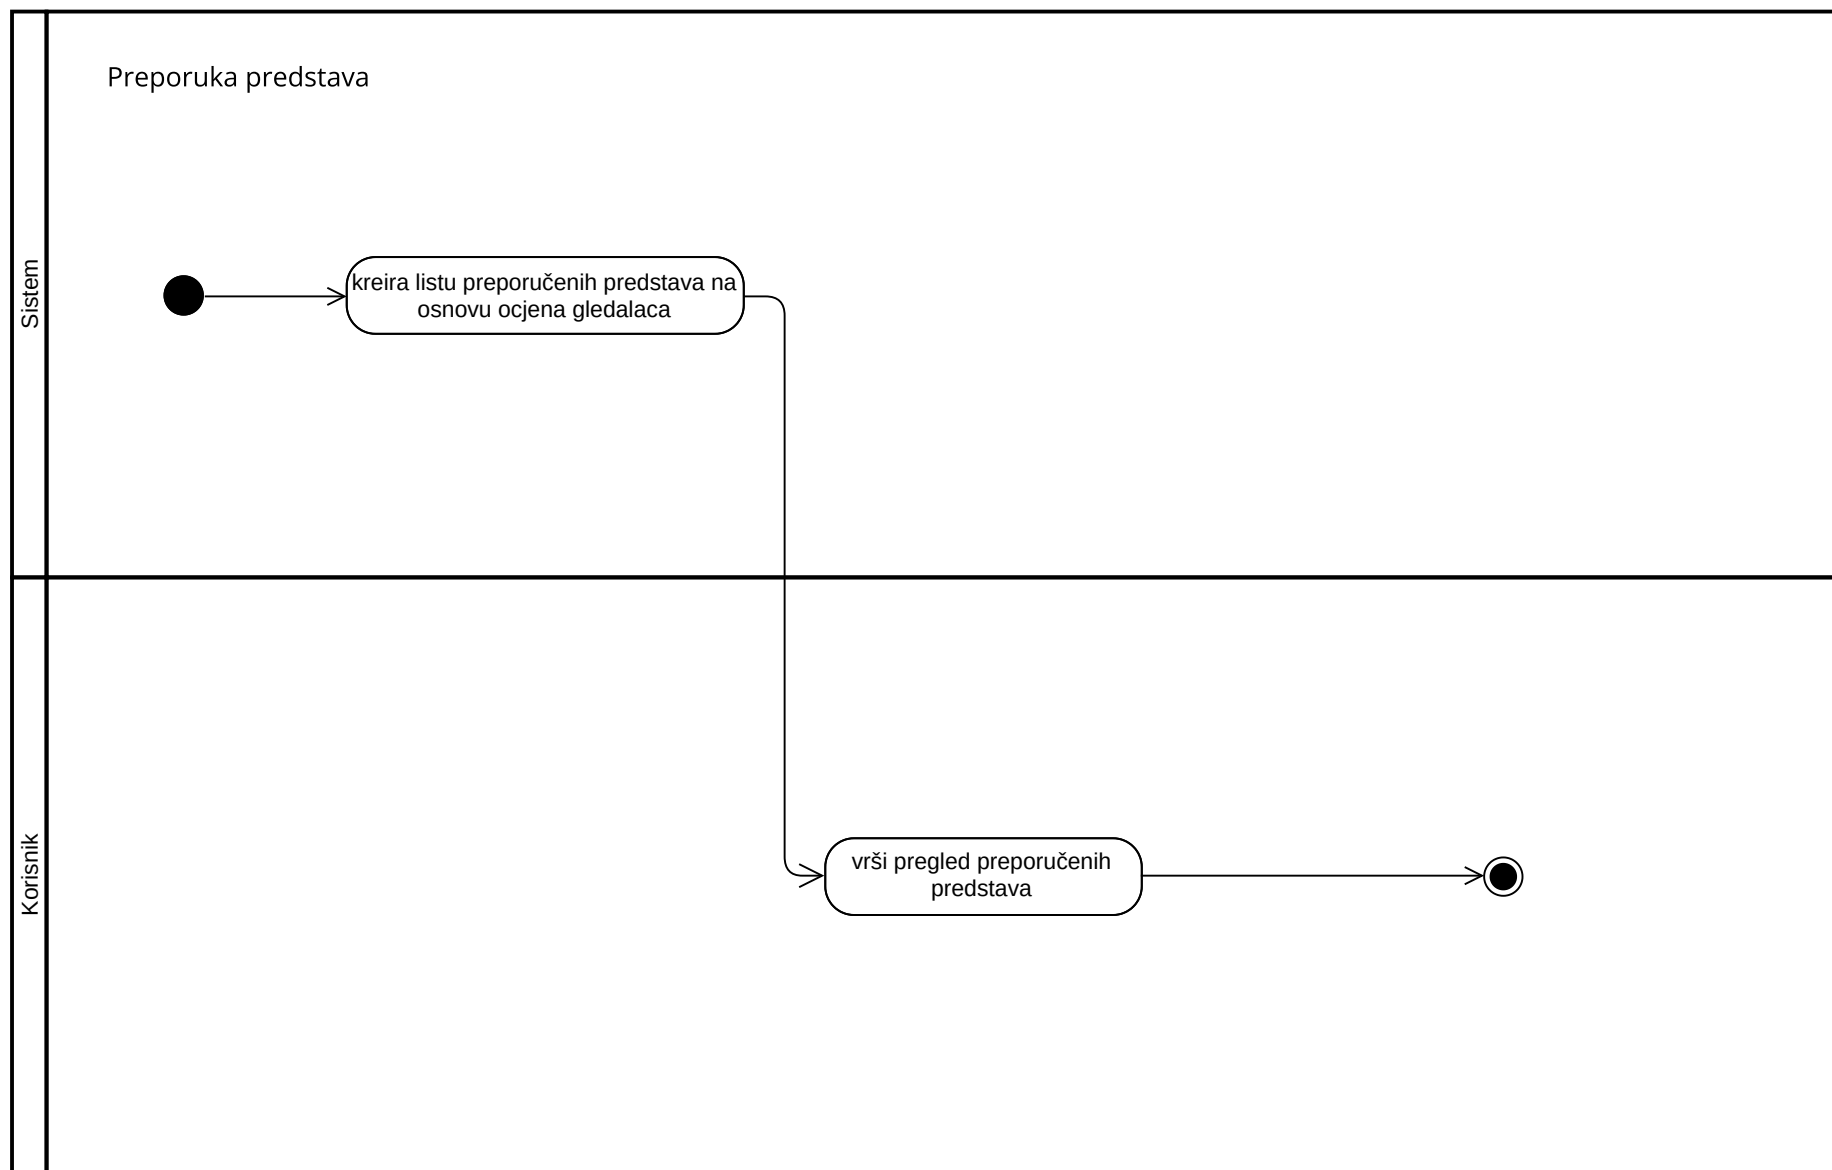 Preporuka predstava
Sistem
kreira listu preporučenih predstava na
osnovu ocjena gledalaca
Korisnik
vrši pregled preporučenih
predstava